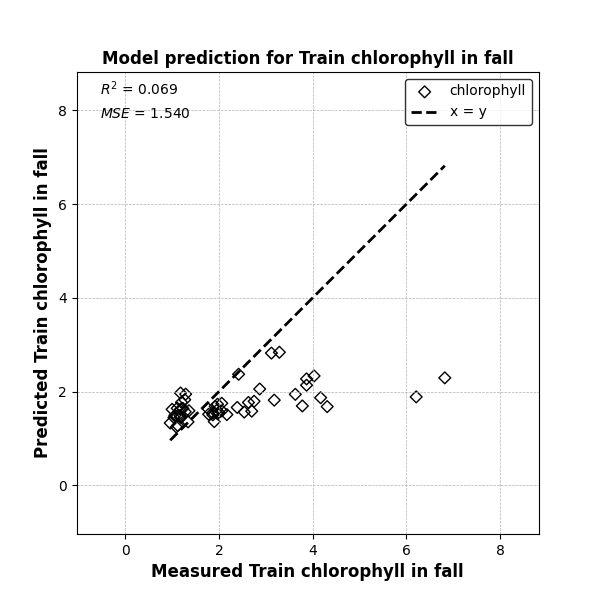 Model prediction for Train chlorophyll in fall
R² = 0.069
MSE = 1.540
chlorophyll
x = y
8
6
4
2
0
0 2 4 6 8
Predicted Train chlorophyll in fall
Measured Train chlorophyll in fall